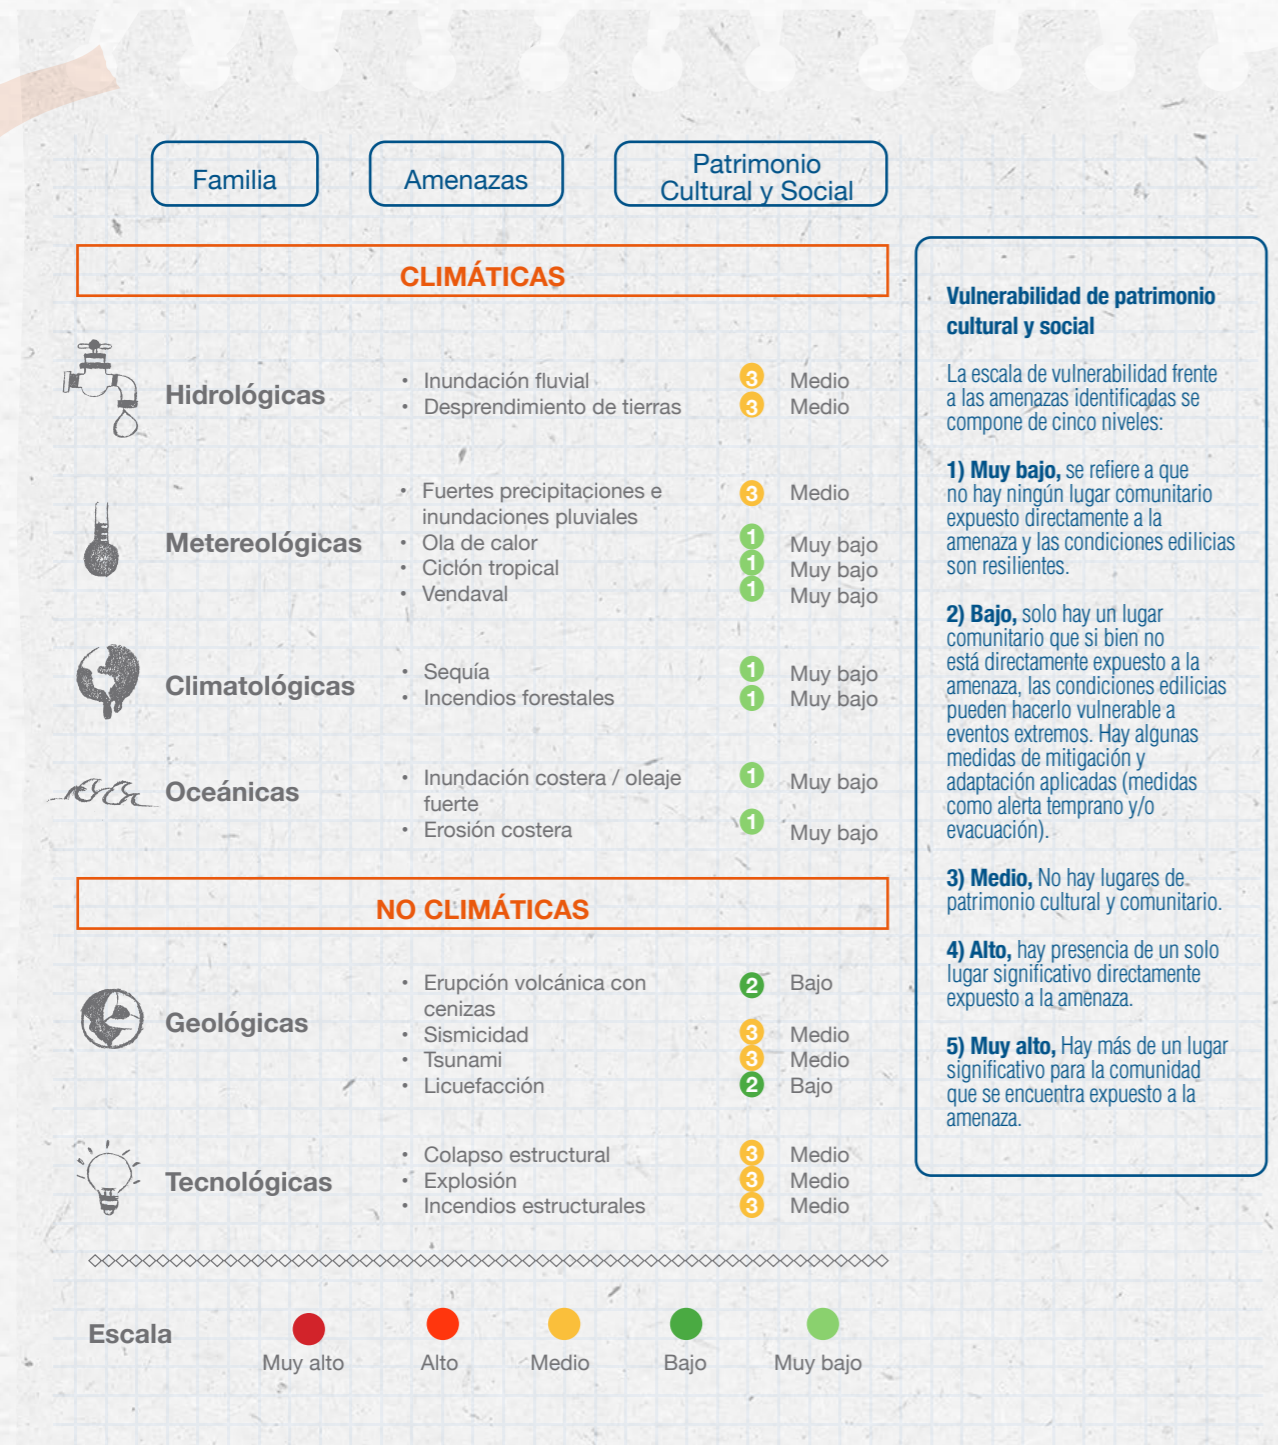 Familia
Amenazas
Patrimonio
Cultural y Social
CLIMÁTICAS
Hidrológicas
• Inundación fluvial 3 Medio
• Desprendimiento de tierras 3 Medio
Metereológicas
• Fuertes precipitaciones e 3 Medio
inundaciones pluviales
• Ola de calor 1 Muy bajo
• Ciclón tropical 1 Muy bajo
• Vendaval 1 Muy bajo
Climatológicas
• Sequía 1 Muy bajo
• Incendios forestales 1 Muy bajo
Oceánicas
• Inundación costera / oleaje 1 Muy bajo
fuerte
• Erosión costera 1 Muy bajo
NO CLIMÁTICAS
Geológicas
• Erupción volcánica con 2 Bajo
cenizas
• Sismicidad 3 Medio
• Tsunami 3 Medio
• Licuefacción 2 Bajo
Tecnológicas
• Colapso estructural 3 Medio
• Explosión 3 Medio
• Incendios estructurales 3 Medio
Escala
Muy alto
Alto
Medio
Bajo
Muy bajo
Vulnerabilidad de patrimonio
cultural y social
La escala de vulnerabilidad frente
a las amenazas identificadas se
compone de cinco niveles:
1) Muy bajo, se refiere a que
no hay ningún lugar comunitario
expuesto directamente a la
amenaza y las condiciones edilicias
son resilientes.
2) Bajo, solo hay un lugar
comunitario que si bien no
está directamente expuesto a la
amenaza, las condiciones edilicias
pueden hacerlo vulnerable a
eventos extremos. Hay algunas
medidas de mitigación y
adaptación aplicadas (medidas
como alerta temprano y/o
evacuación).
3) Medio, No hay lugares de
patrimonio cultural y comunitario.
4) Alto, hay presencia de un solo
lugar significativo directamente
expuesto a la amenaza.
5) Muy alto, Hay más de un lugar
significativo para la comunidad
que se encuentra expuesto a la
amenaza.